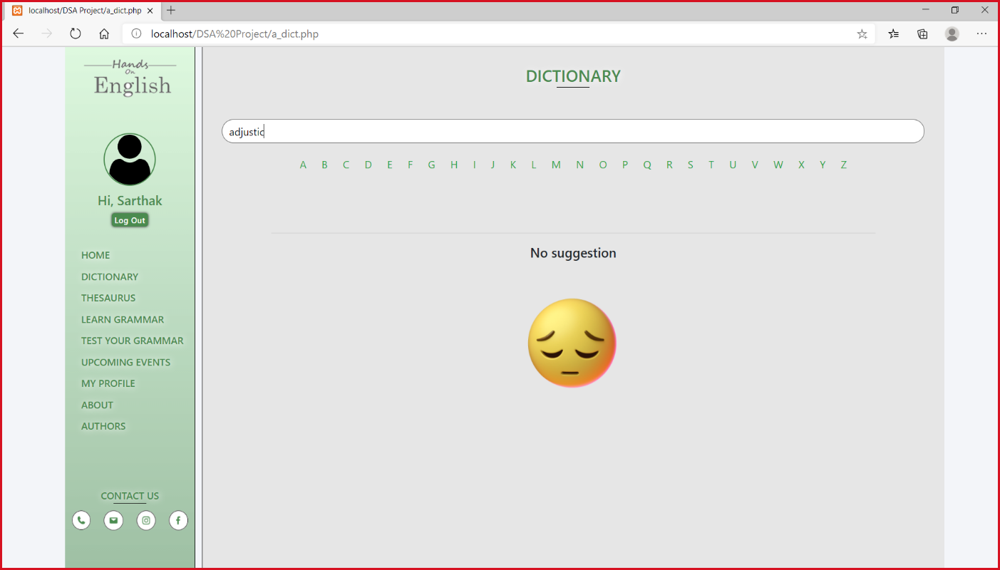 localhost/DSA Project/a_dict.php
localhost/DSA%20Project/a_dict.php
Hands
On
English
Hi, Sarthak
Log Out
HOME
DICTIONARY
THESAURUS
LEARN GRAMMAR
TEST YOUR GRAMMAR
UPCOMING EVENTS
MY PROFILE
ABOUT
AUTHORS
CONTACT US
DICTIONARY
adjustic
A B C D E F G H I J K L M N O P Q R S T U V W X Y Z
No suggestion